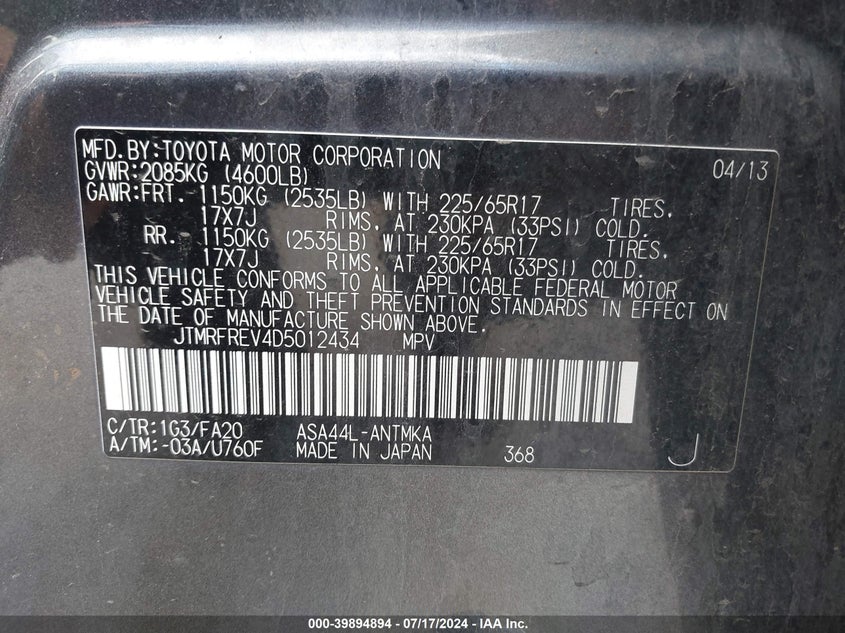 MFD.BY:TOYOTA MOTOR CORPORATION 04/13
GVWR:2085KG (4600LB)
GAWR:FRT. 1150KG (2535LB) WITH 225/65R17 TIRES,
17X7J RIMS, AT 230KPA (33PSI) COLD.
RR. 1150KG (2535LB) WITH 225/65R17 TIRES,
17X7J RIMS, AT 230KPA (33PSI) COLD.
THIS VEHICLE CONFORMS TO ALL APPLICABLE FEDERAL MOTOR
VEHICLE SAFETY AND THEFT PREVENTION STANDARDS IN EFFECT ON
THE DATE OF MANUFACTURE SHOWN ABOVE.
JTMRFREV4D5012434 MPV
C/TR:1G3/FA20 ASA44L-ANTMKA
A/TM:-03A/U760F MADE IN JAPAN 368 J
000-39894894 - 07/17/2024 - IAA Inc.